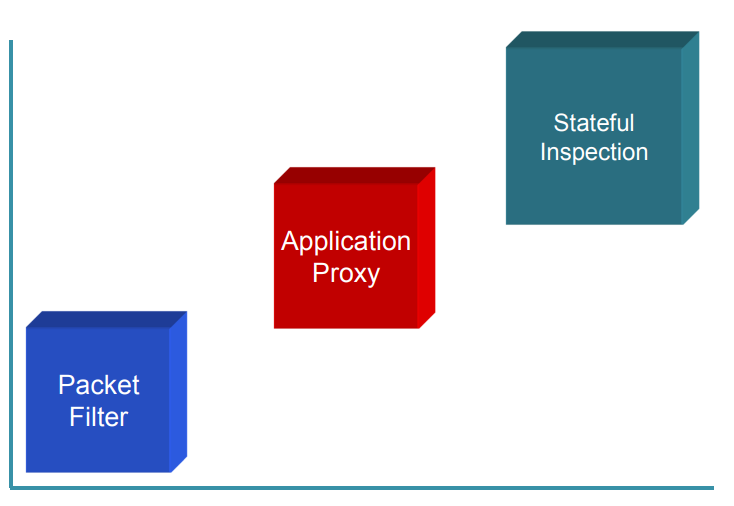 Stateful
Inspection
Application
Proxy
Packet
Filter